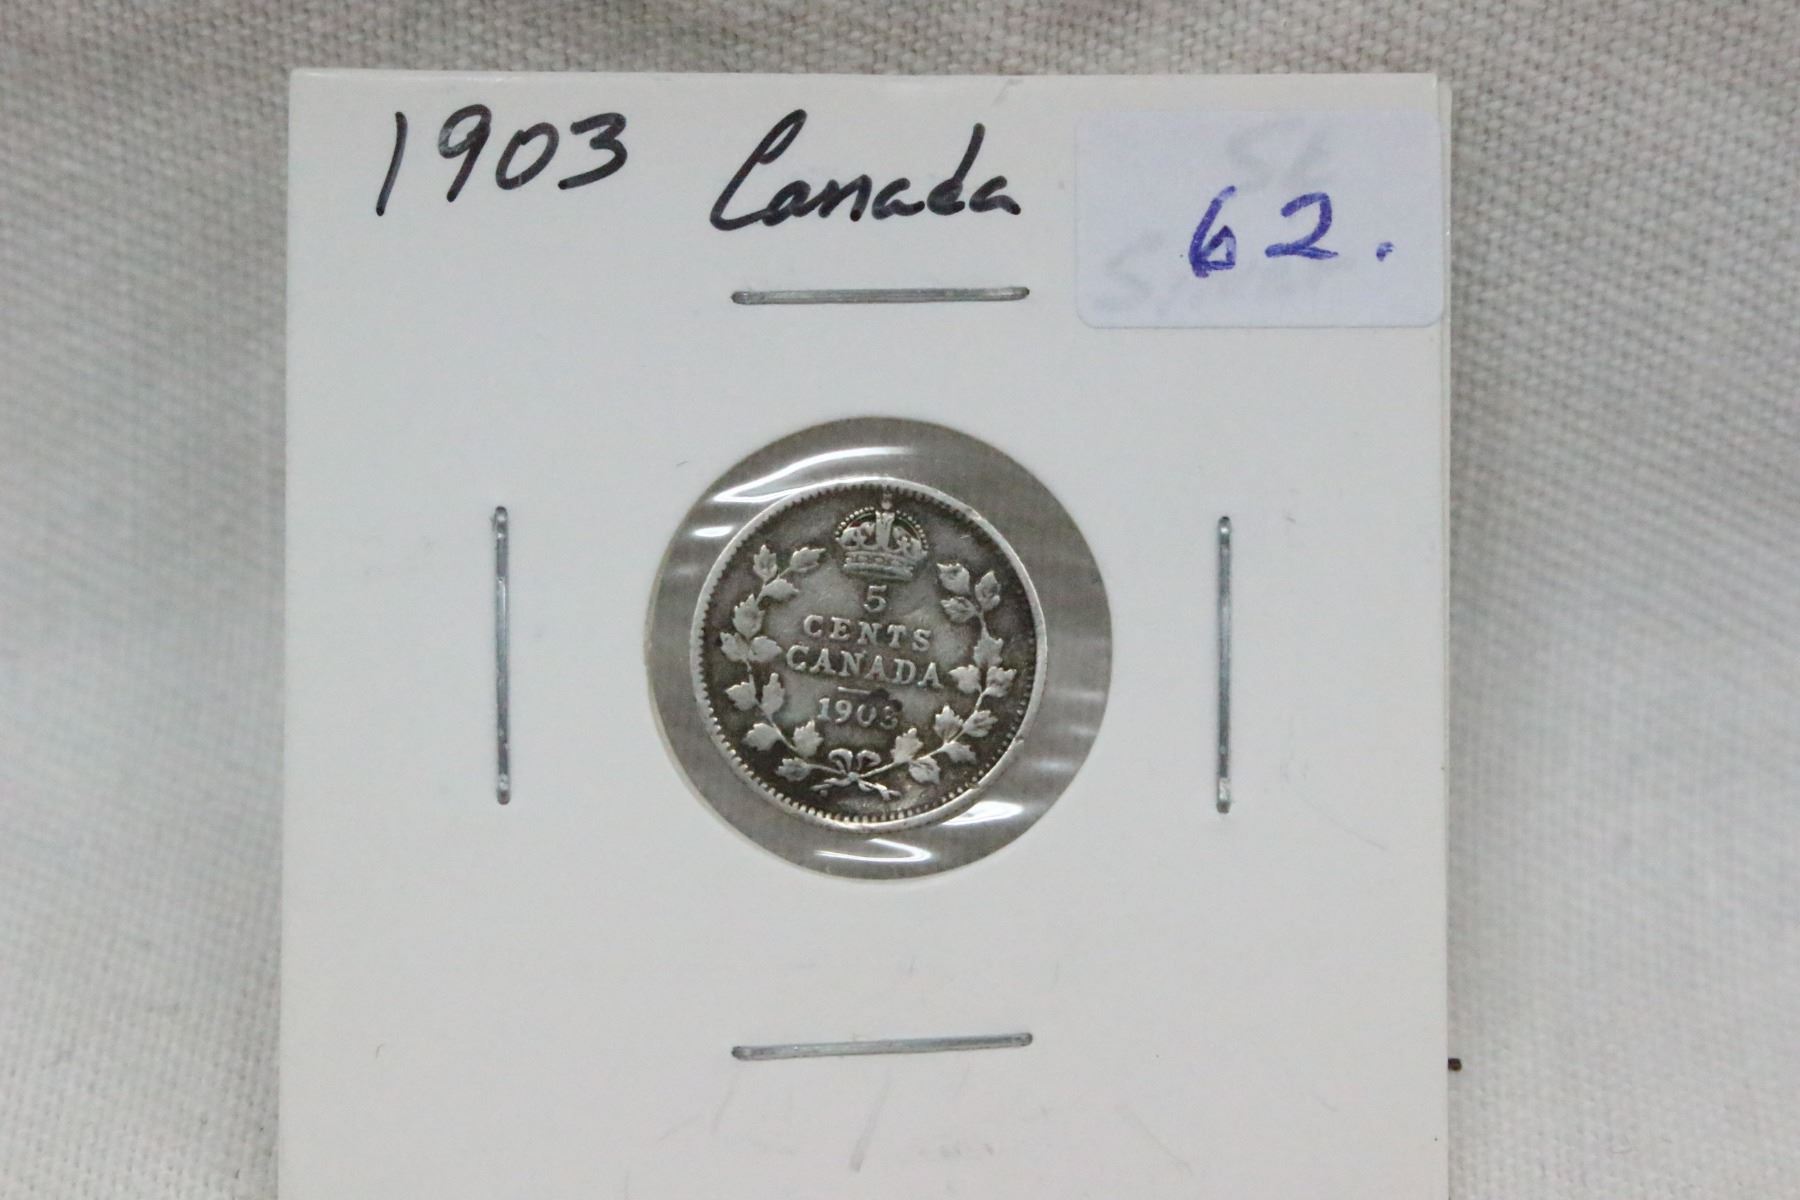 1903 Canada
62.
5
CENTS
CANADA
1903